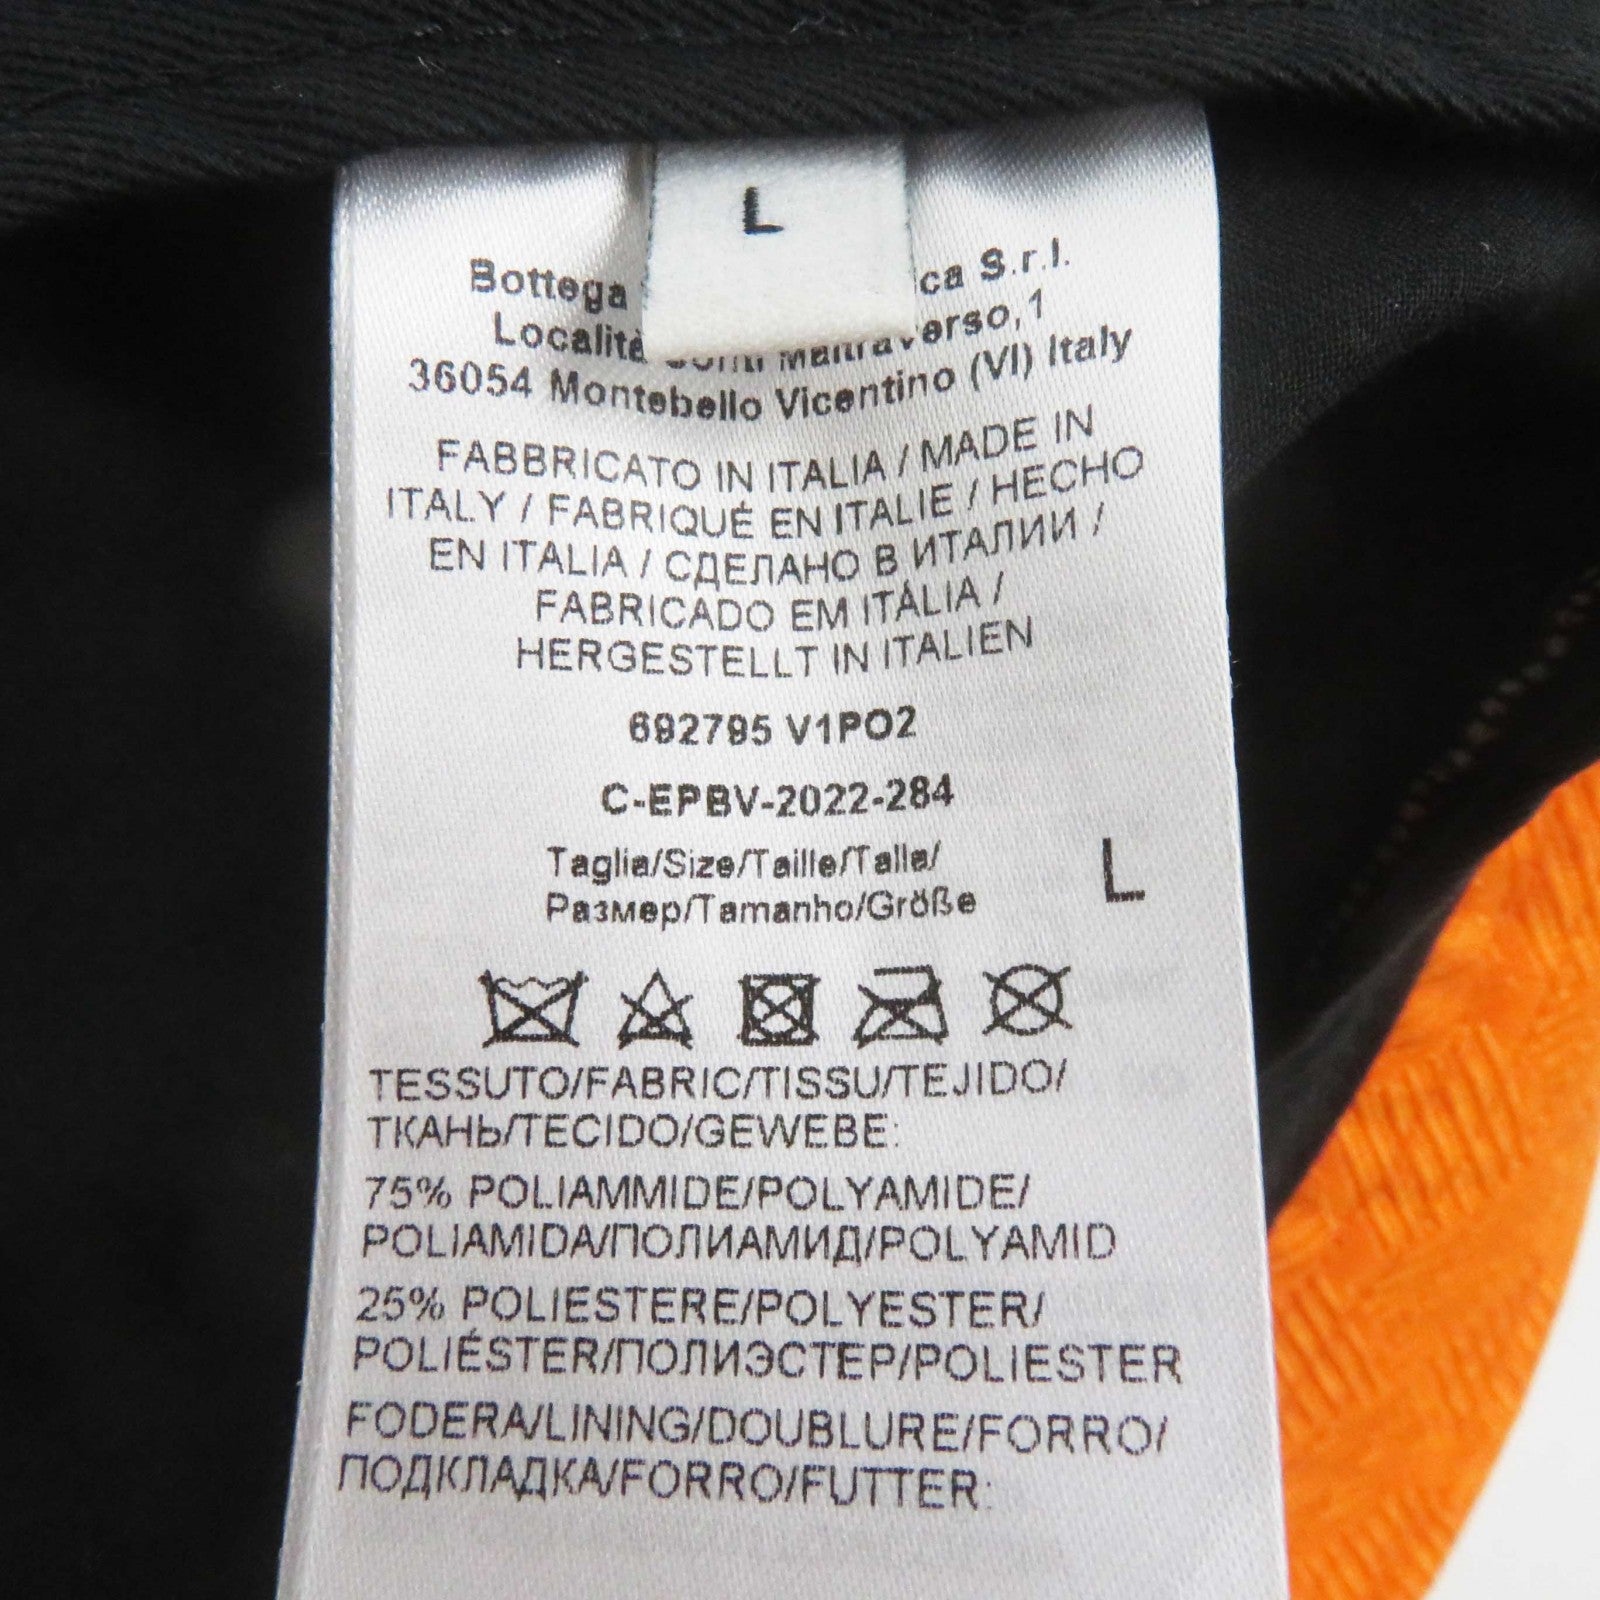 L
Bottega ca S.r.l.
Località Conti Maltraverso,1
36054 Montebello Vicentino (VI) Italy
FABBRICATO IN ITALIA / MADE IN
ITALY / FABRIQUÉ EN ITALIE / HECHO
EN ITALIA / СДЕЛАНО В ИТАЛИИ /
FABRICADO EM ITÁLIA /
HERGESTELLT IN ITALIEN
692795 V1PO2
C-EPBV-2022-284
Taglia/Size/Taille/Talla/
Размер/Tamanho/Größe
L
TESSUTO/FABRIC/TISSU/TEJIDO/
ТКАНЬ/TECIDO/GEWEBE:
75% POLIAMMIDE/POLYAMIDE/
POLIAMIDA/ПОЛИАМИД/POLYAMID
25% POLIESTERE/POLYESTER/
POLIÉSTER/ПОЛИЭСТЕР/POLIESTER
FODERA/LINING/DOUBLURE/FORRO/
ПОДКЛАДКА/FORRO/FUTTER: